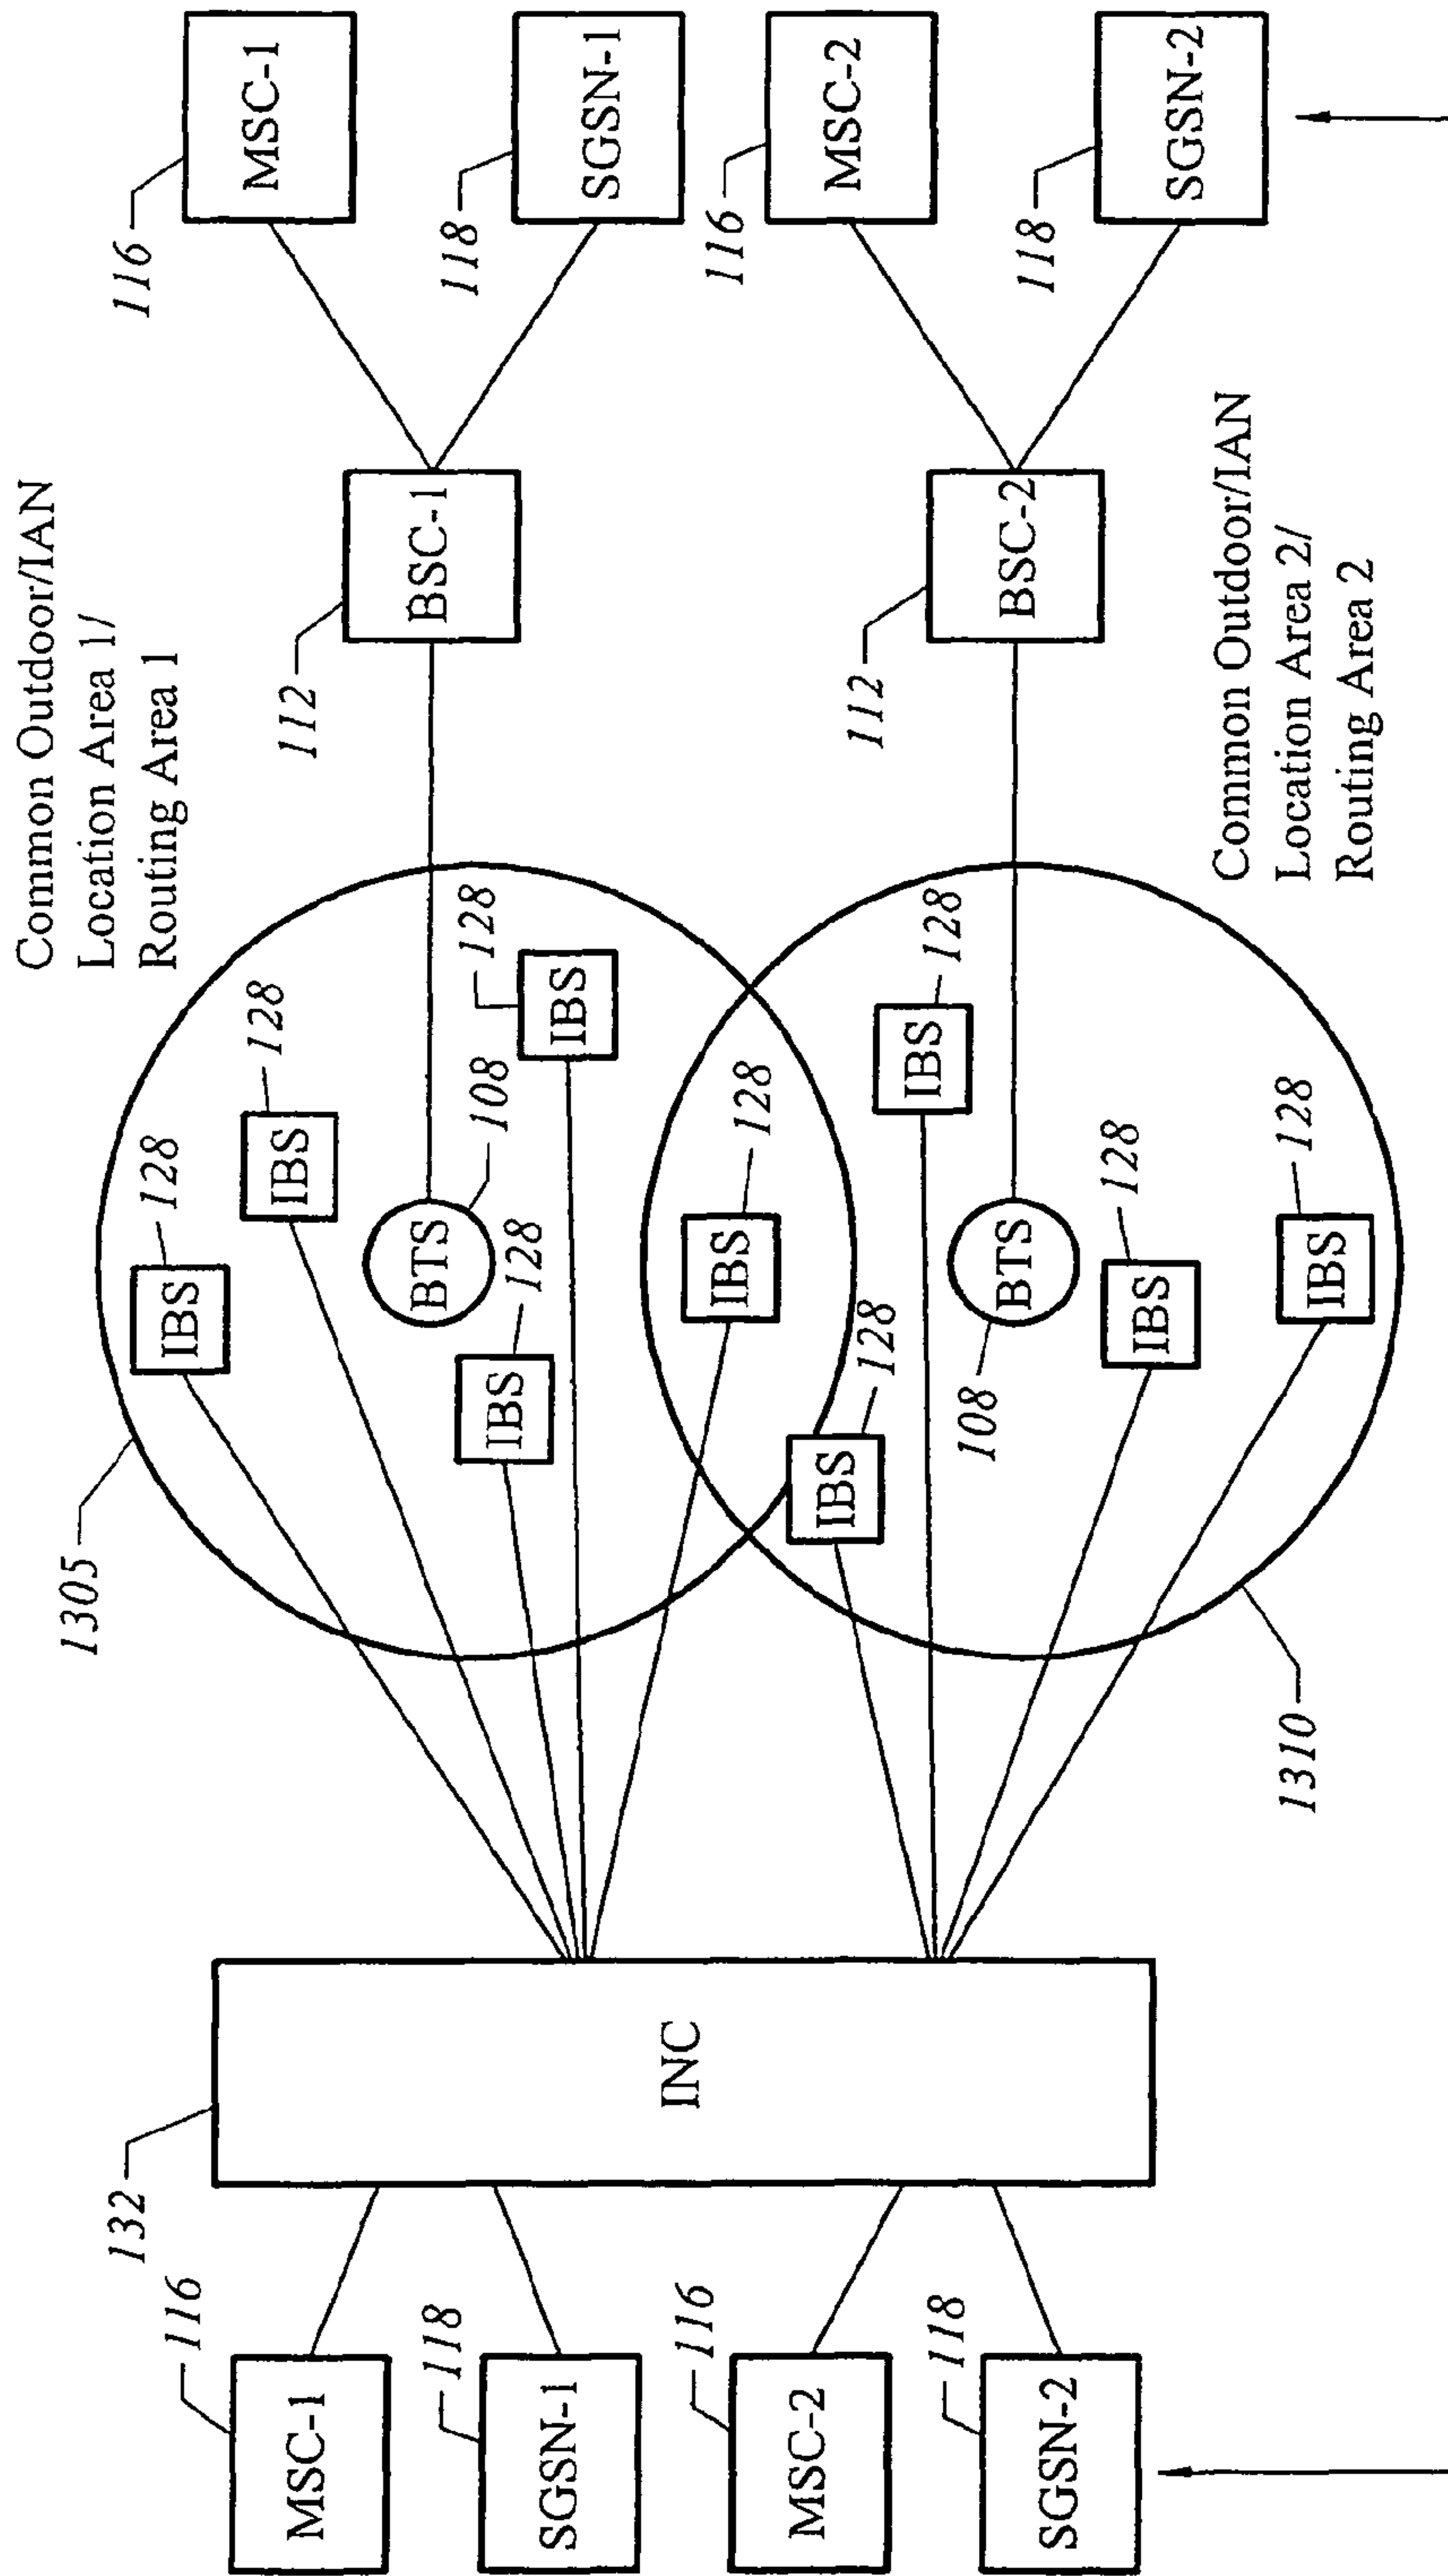 Common Outdoor/IAN
Location Area 1/
Routing Area 1
116
MSC-1
132
1305
128
IBS
128
IBS
112
BSC-1
116
MSC-1
118
SGSN-1
INC
BTS
108
128
IBS
128
IBS
118
SGSN-1
116
MSC-2
128
IBS
128
IBS
128
IBS
112
BSC-2
116
MSC-2
118
SGSN-2
108
BTS
128
IBS
128
IBS
1310
118
SGSN-2
Common Outdoor/IAN
Location Area 2/
Routing Area 2